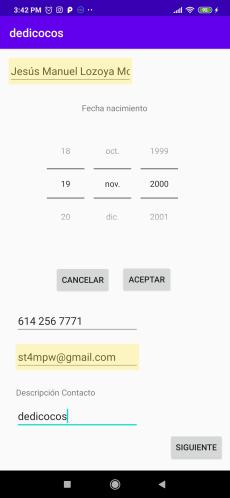 3:42 PM
dedicocos
Jesús Manuel Lozoya Mo
Fecha nacimiento
18 oct. 1999
19 nov. 2000
20 dic. 2001
CANCELAR ACEPTAR
614 256 7771
st4mpw@gmail.com
Descripción Contacto
dedicocos
SIGUIENTE